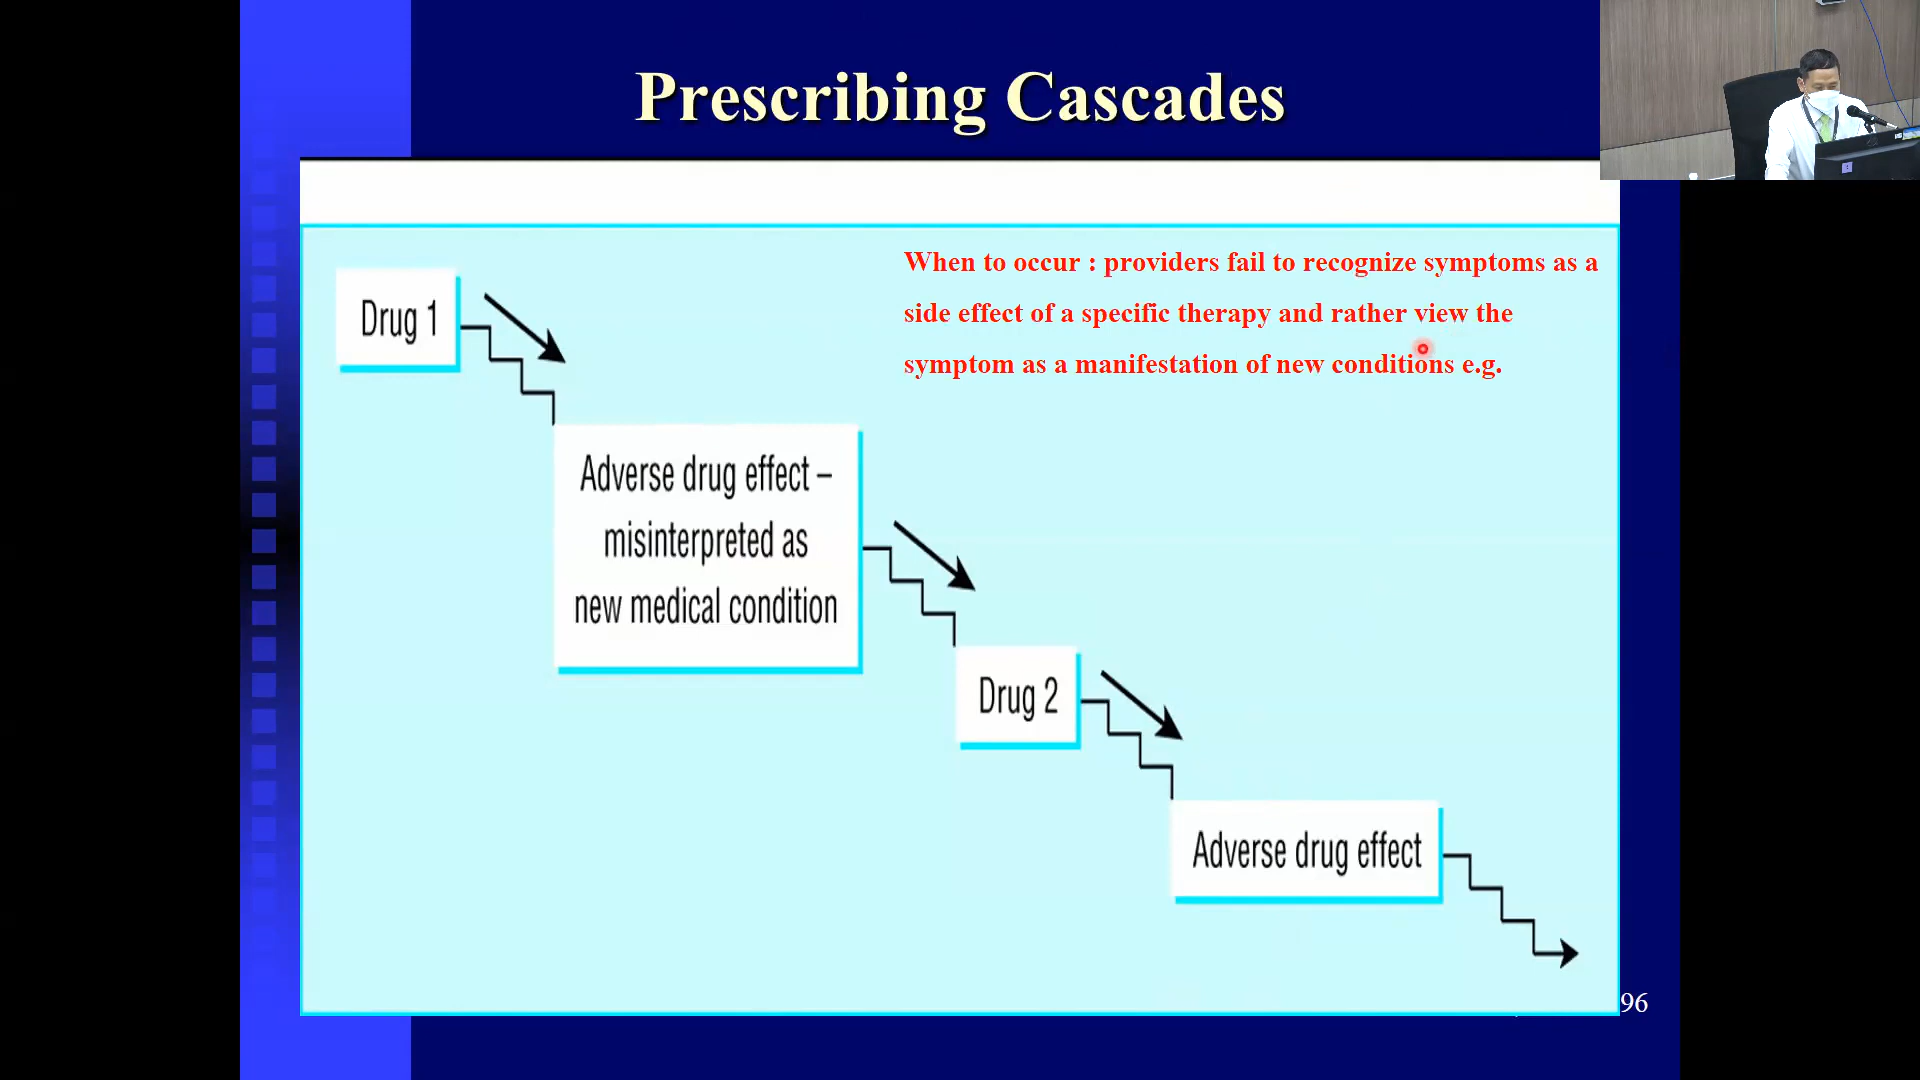 Prescribing Cascades
When to occur : providers fail to recognize symptoms as a
side effect of a specific therapy and rather view the
symptom as a manifestation of new conditions e.g.
Drug 1
Adverse drug effect –
misinterpreted as
new medical condition
Drug 2
Adverse drug effect
96